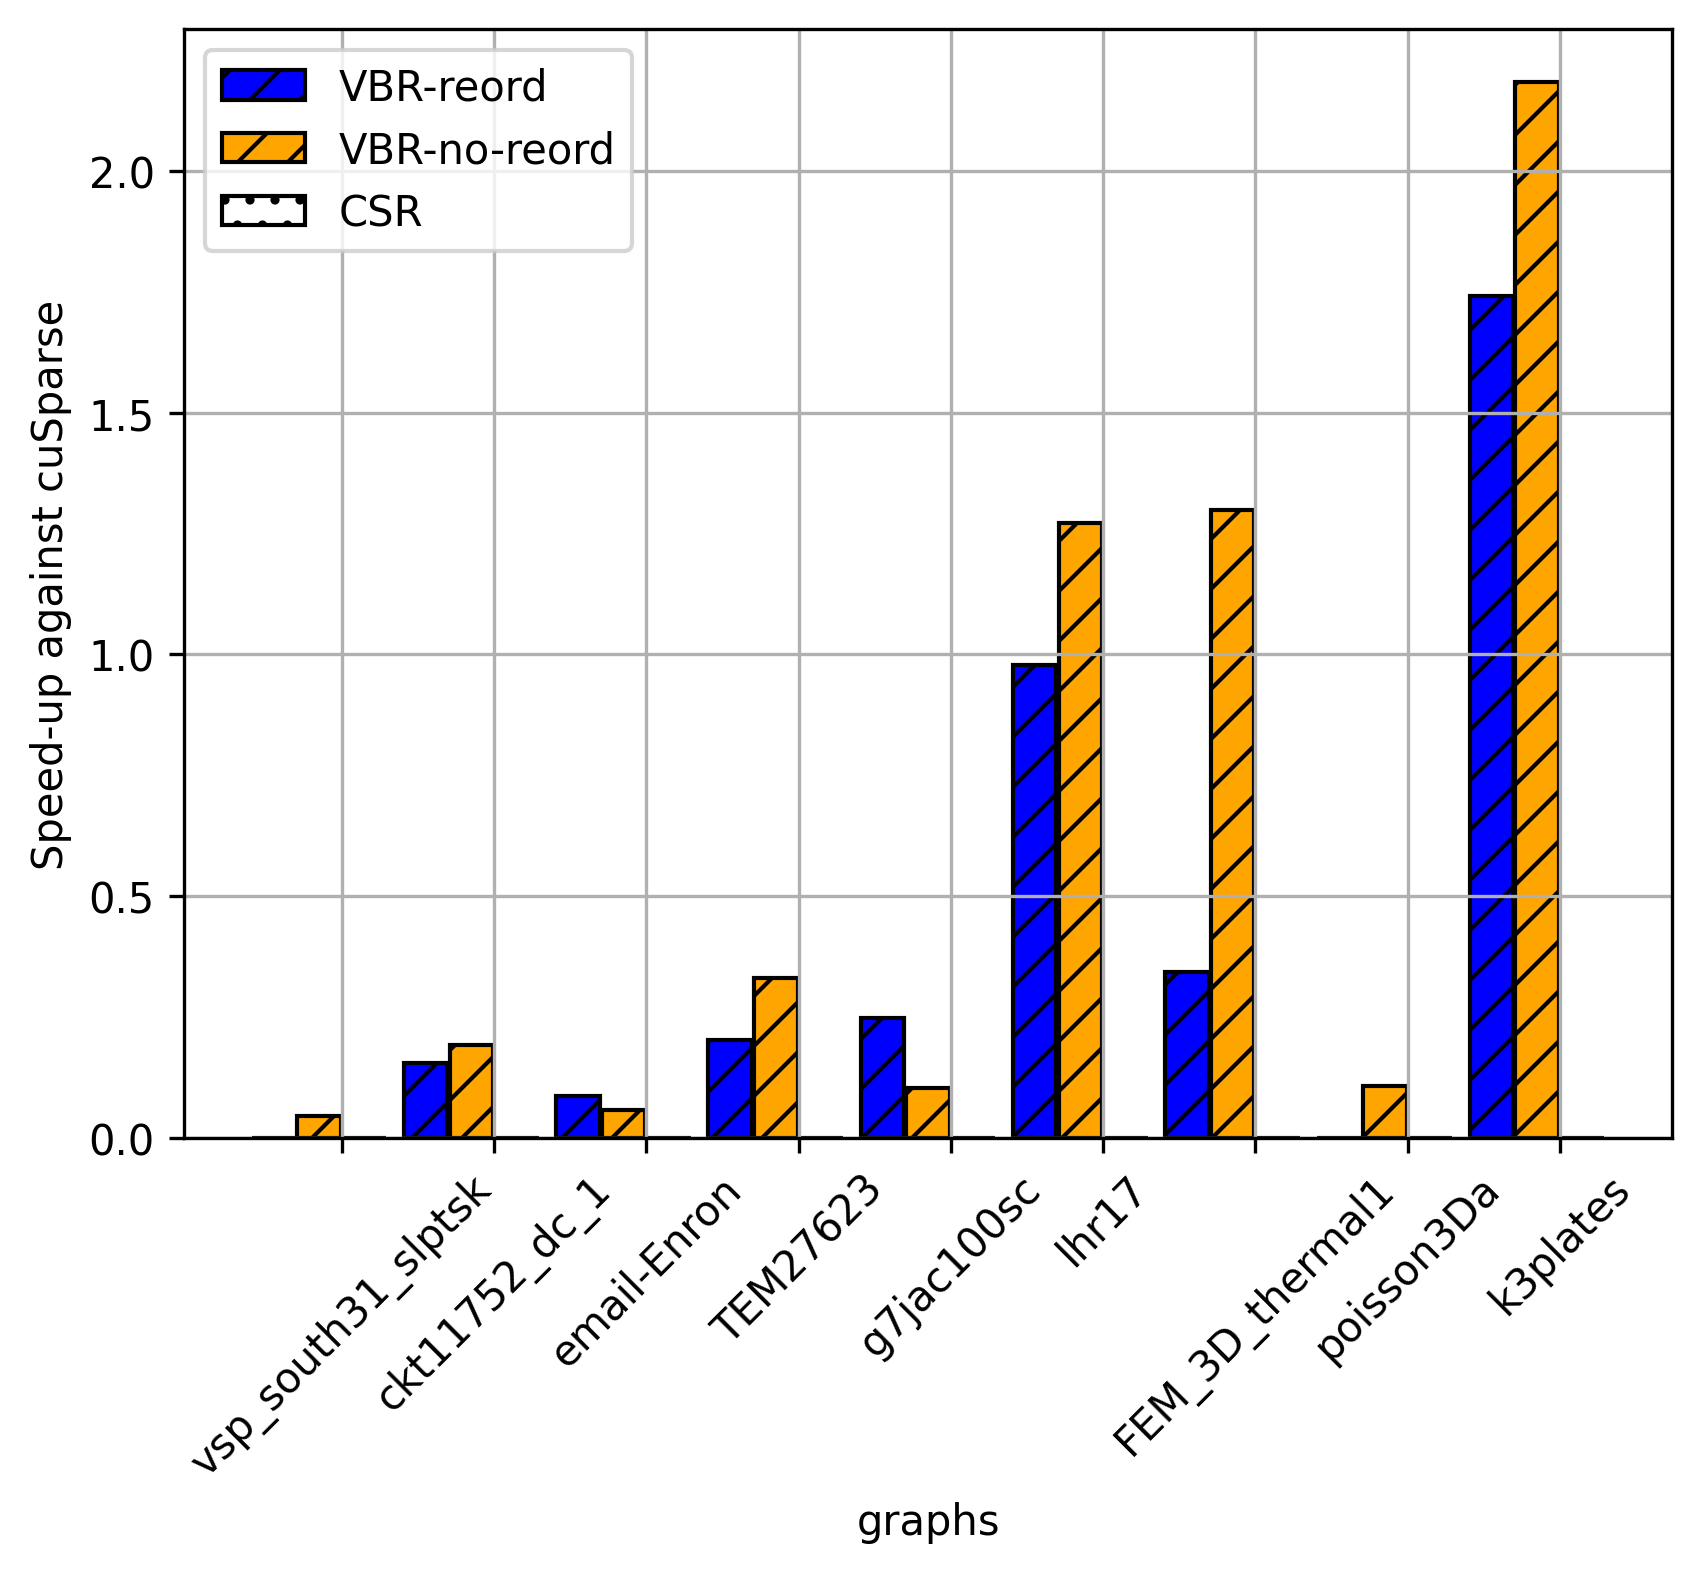 VBR-reord
VBR-no-reord
CSR
Speed-up against cuSparse
2.0
1.5
1.0
0.5
0.0
vsp_south31_slptsk
ckt11752_dc_1
email-Enron
TEM27623
g7jac100sc
lhr17
FEM_3D_thermal1
poisson3Da
k3plates
graphs